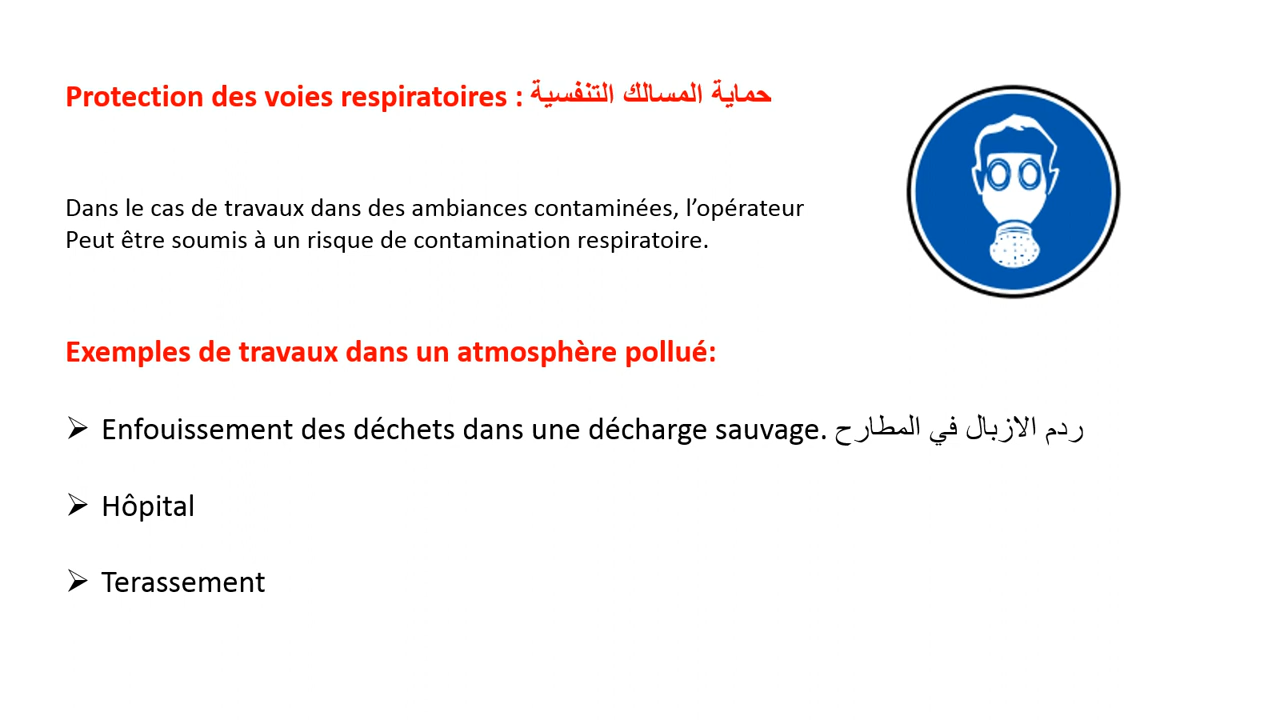 Protection des voies respiratoires : حماية المسالك التنفسية
Dans le cas de travaux dans des ambiances contaminées, l’opérateur
Peut être soumis à un risque de contamination respiratoire.
Exemples de travaux dans un atmosphère pollué:
➢ Enfouissement des déchets dans une décharge sauvage. ردم الازبال في المطارح
➢ Hôpital
➢ Terassement